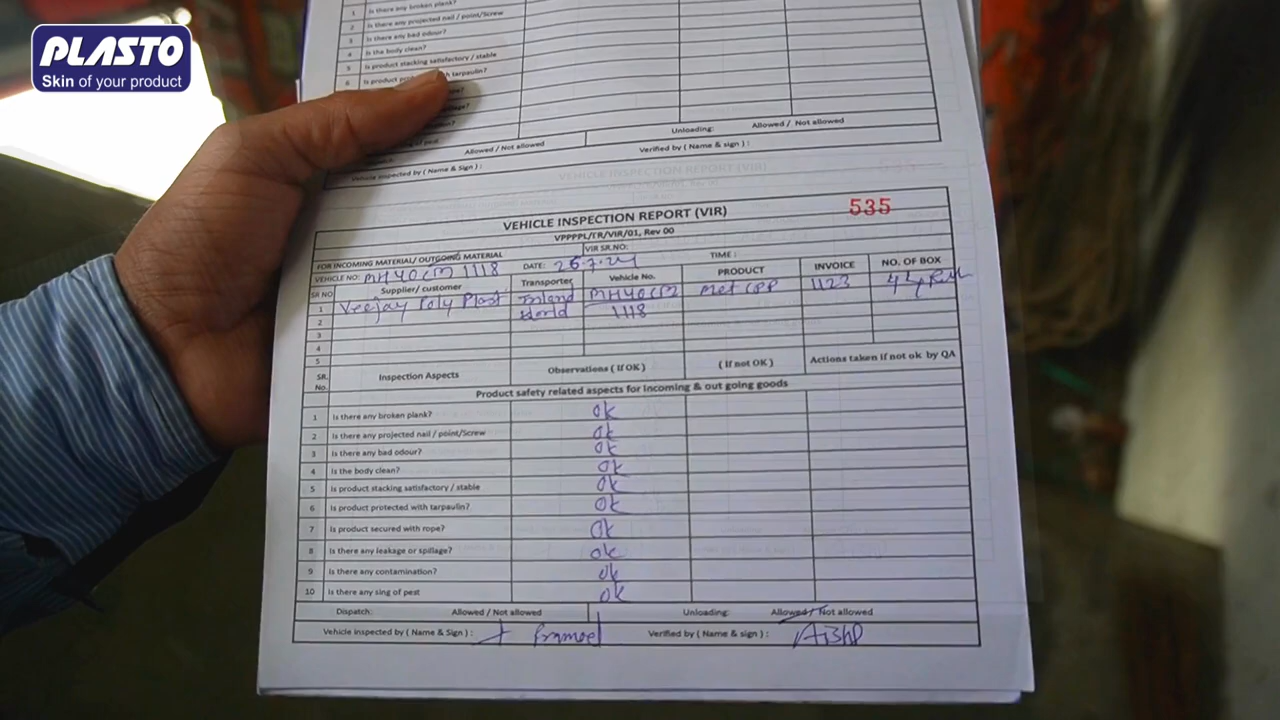 PLASTO
Skin of your product
1 Is there any broken plank?
2 Is there any projected nail / point/Screw
3 Is there any bad odour?
4 Is the body clean?
5 Is product stacking satisfactory / stable
6 Is product tarpaulin?
Allowed / Not allowed Unloading: Allowed / Not allowed
Vehicle inspected by ( Name & Sign ) : Verified by ( Name & sign ) :
VEHICLE INSPECTION REPORT (VIR) 535
VPPPPL/FR/VIR/01, Rev 00
FOR INCOMING MATERIAL/ OUTGOING MATERIAL VIR SR.NO:
VEHICLE NO: MH40CM 1118 DATE: 26.7.24 TIME :
SR NO Supplier/ customer Transporter Vehicle No. PRODUCT INVOICE NO. OF BOX
1 Veejay Poly Plast Inland MH40CM Met CPP 1123
2 World 1118
3
4
5
SR. No. Inspection Aspects Observations ( If OK) ( If not OK) Actions taken if not ok by QA
Product safety related aspects for incoming & out going goods
1 Is there any broken plank? ok
2 Is there any projected nail / point/Screw ok
3 Is there any bad odour? ok
4 Is the body clean? ok
5 Is product stacking satisfactory / stable ok
6 Is product protected with tarpaulin? ok
7 Is product secured with rope? ok
8 Is there any leakage or spillage? ok
9 Is there any contamination? ok
10 Is there any sing of pest ok
Dispatch: Allowed / Not allowed Unloading: Allowed / Not allowed
Vehicle inspected by ( Name & Sign ) : Pramod Verified by ( Name & sign ) :